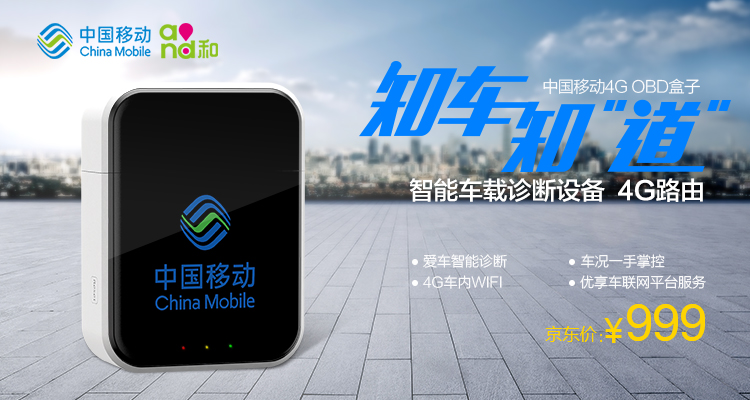 中国移动
China Mobile
and和
中国移动4G OBD盒子
知车
知"道"
智能车载诊断设备 4G路由
• 爱车智能诊断
• 车况一手掌控
• 4G车内WIFI
• 优享车联网平台服务
京东价:¥999
中国移动
China Mobile